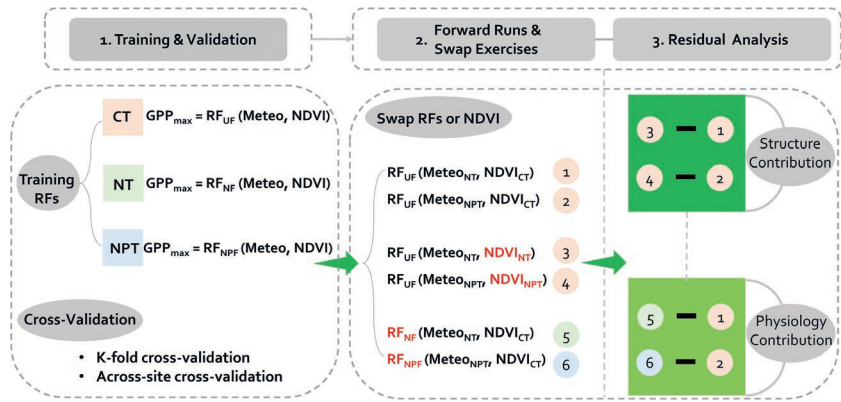 1. Training & Validation
2. Forward Runs & Swap Exercises
3. Residual Analysis
Training RFs
CT GPPmax = RFUF (Meteo, NDVI)
NT GPPmax = RFNF (Meteo, NDVI)
NPT GPPmax = RFNPF (Meteo, NDVI)
Cross-Validation
• K-fold cross-validation
• Across-site cross-validation
Swap RFs or NDVI
RFUF (MeteoNT, NDVICT) 1
RFUF (MeteoNPT, NDVICT) 2
RFUF (MeteoNT, NDVINT) 3
RFUF (MeteoNPT, NDVINPT) 4
RFNF (MeteoNT, NDVICT) 5
RFNPF (MeteoNPT, NDVICT) 6
3 – 1
4 – 2
Structure Contribution
5 – 1
6 – 2
Physiology Contribution